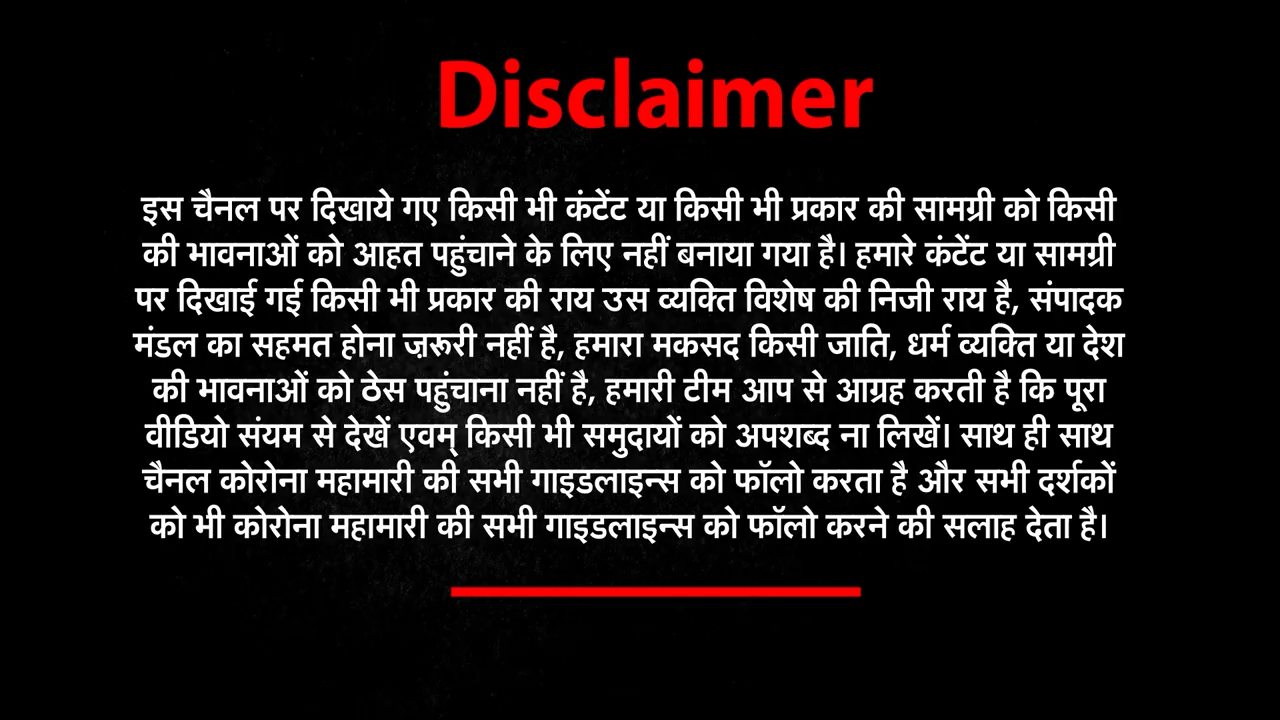 Disclaimer
इस चैनल पर दिखाये गए किसी भी कंटेंट या किसी भी प्रकार की सामग्री को किसी
की भावनाओं को आहत पहुंचाने के लिए नहीं बनाया गया है। हमारे कंटेंट या सामग्री
पर दिखाई गई किसी भी प्रकार की राय उस व्यक्ति विशेष की निजी राय है, संपादक
मंडल का सहमत होना ज़रूरी नहीं है, हमारा मकसद किसी जाति, धर्म व्यक्ति या देश
की भावनाओं को ठेस पहुंचाना नहीं है, हमारी टीम आप से आग्रह करती है कि पूरा
वीडियो संयम से देखें एवम् किसी भी समुदायों को अपशब्द ना लिखें। साथ ही साथ
चैनल कोरोना महामारी की सभी गाइडलाइन्स को फॉलो करता है और सभी दर्शकों
को भी कोरोना महामारी की सभी गाइडलाइन्स को फॉलो करने की सलाह देता है।